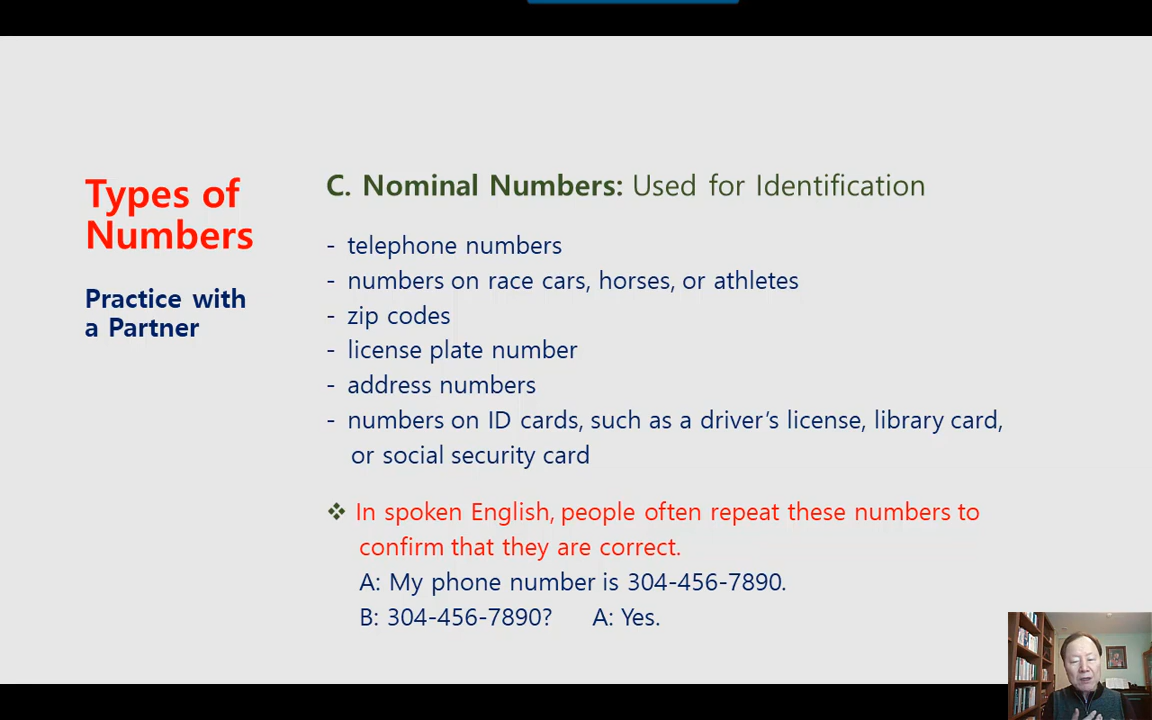 Types of
Numbers
Practice with
a Partner
C. Nominal Numbers: Used for Identification
- telephone numbers
- numbers on race cars, horses, or athletes
- zip codes
- license plate number
- address numbers
- numbers on ID cards, such as a driver’s license, library card,
or social security card
❖ In spoken English, people often repeat these numbers to
confirm that they are correct.
A: My phone number is 304-456-7890.
B: 304-456-7890? A: Yes.